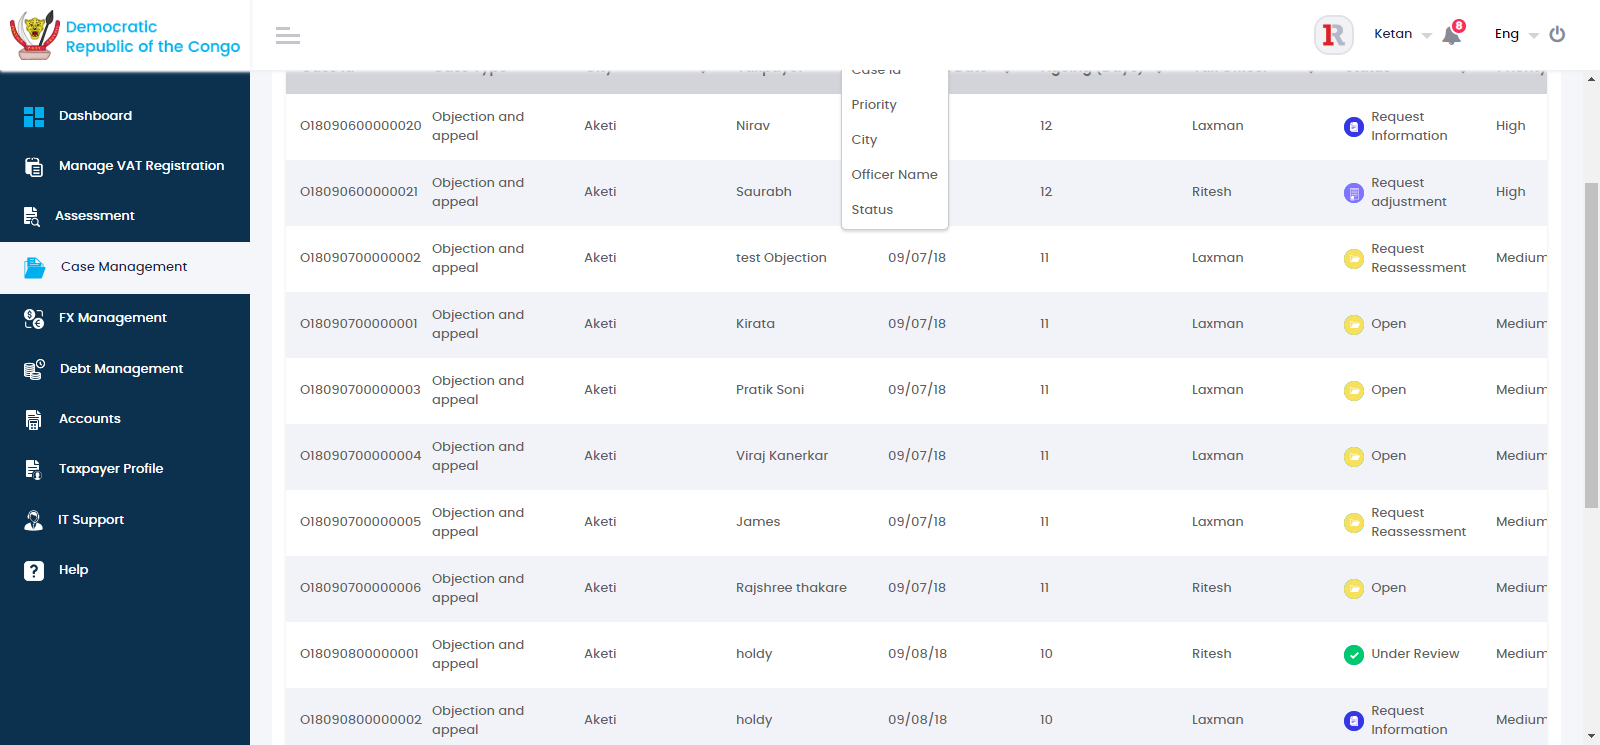 Democratic
Republic of the Congo
Ketan
8
Eng
Dashboard
Manage VAT Registration
Assessment
Case Management
FX Management
Debt Management
Accounts
Taxpayer Profile
IT Support
Help
Case Id
Priority
City
Officer Name
Status
O18090600000020 Objection and appeal Aketi Nirav 12 Laxman Request Information High
O18090600000021 Objection and appeal Aketi Saurabh 12 Ritesh Request adjustment High
O18090700000002 Objection and appeal Aketi test Objection 09/07/18 11 Laxman Request Reassessment Medium
O18090700000001 Objection and appeal Aketi Kirata 09/07/18 11 Laxman Open Medium
O18090700000003 Objection and appeal Aketi Pratik Soni 09/07/18 11 Laxman Open Medium
O18090700000004 Objection and appeal Aketi Viraj Kanerkar 09/07/18 11 Laxman Open Medium
O18090700000005 Objection and appeal Aketi James 09/07/18 11 Laxman Request Reassessment Medium
O18090700000006 Objection and appeal Aketi Rajshree thakare 09/07/18 11 Ritesh Open Medium
O18090800000001 Objection and appeal Aketi holdy 09/08/18 10 Ritesh Under Review Medium
O18090800000002 Objection and appeal Aketi holdy 09/08/18 10 Laxman Request Information Medium